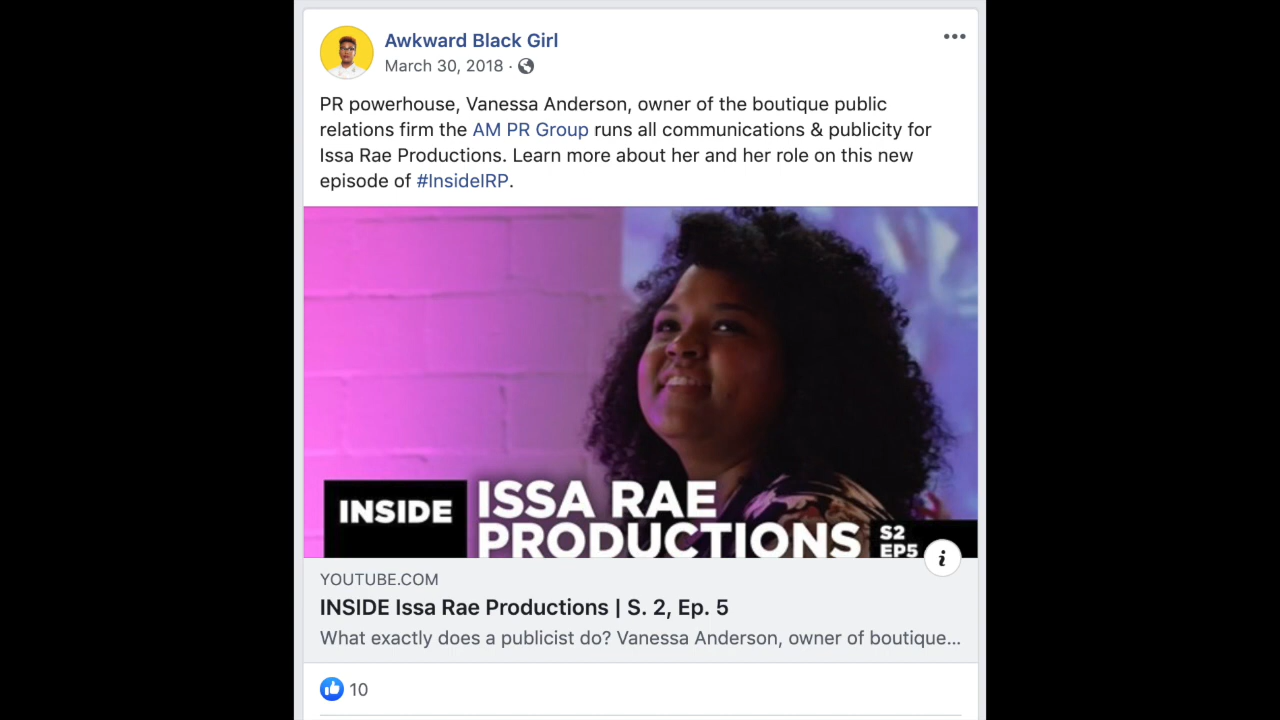 Awkward Black Girl
March 30, 2018 ·
PR powerhouse, Vanessa Anderson, owner of the boutique public
relations firm the AM PR Group runs all communications & publicity for
Issa Rae Productions. Learn more about her and her role on this new
episode of #InsideIRP.
INSIDE
ISSA RAE
PRODUCTIONS
S2
EP5
i
YOUTUBE.COM
INSIDE Issa Rae Productions | S. 2, Ep. 5
What exactly does a publicist do? Vanessa Anderson, owner of boutique...
10